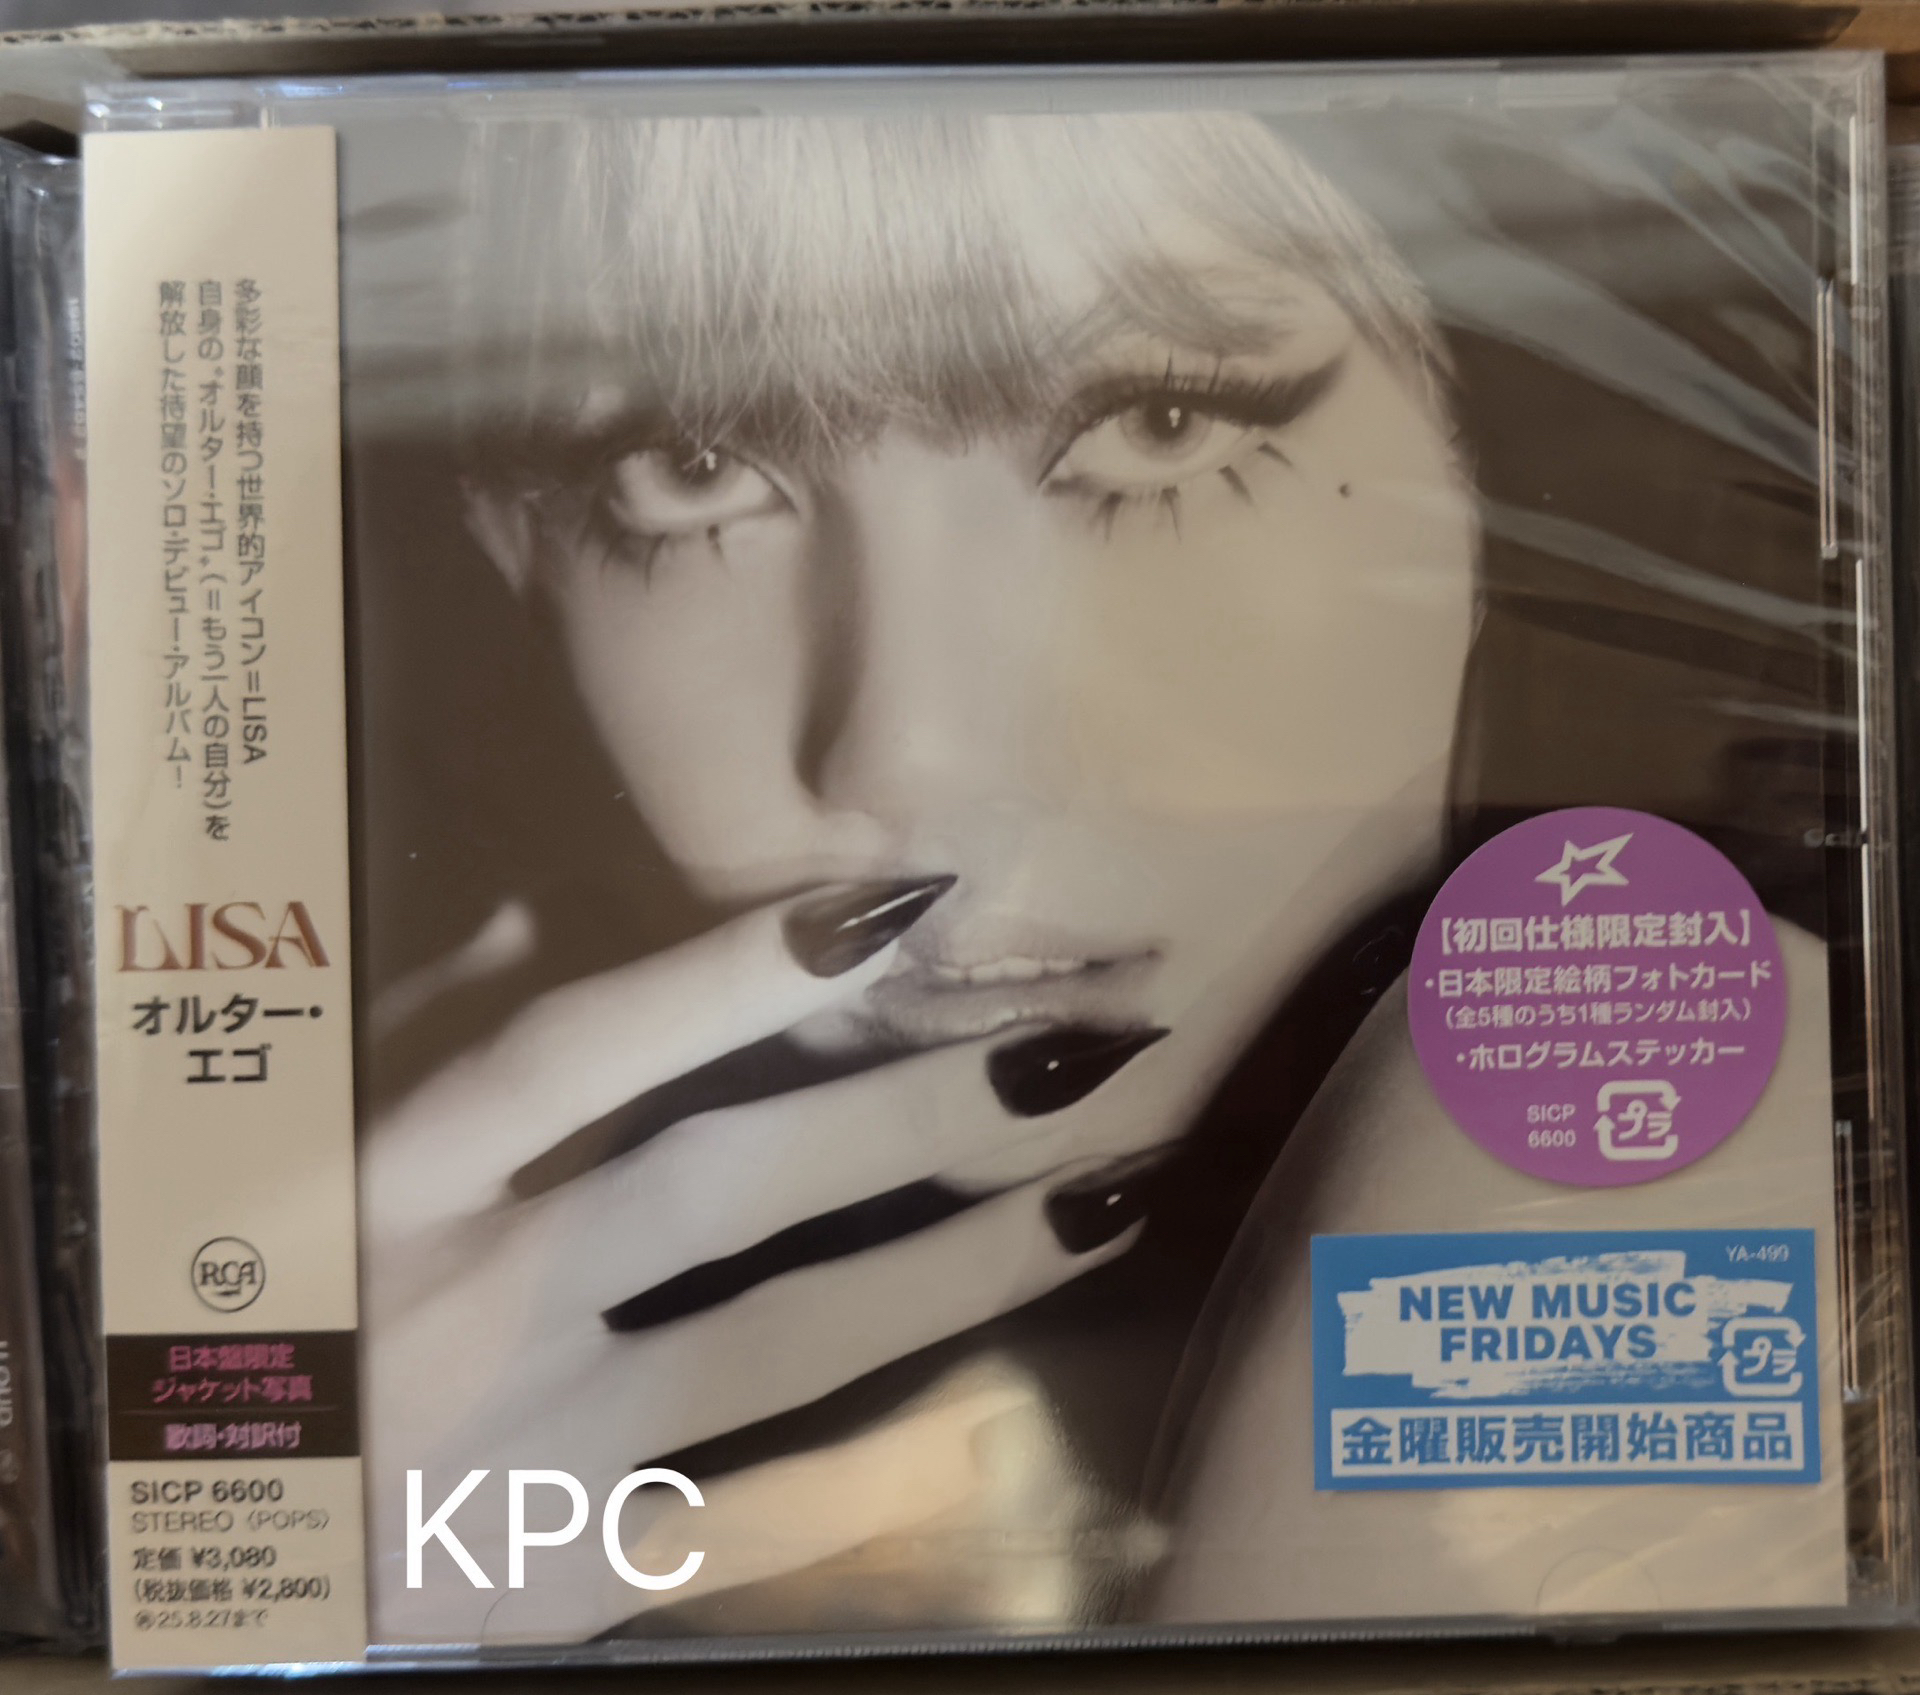 多彩な顔を持つ世界的アイコン=LISA
自身の“オルター・エゴ”(=もう一人の自分)を
解放した待望のソロ・デビュー・アルバム!
LISA
オルター・
エゴ
RCA
日本盤限定
ジャケット写真
歌詞・対訳付
SICP 6600
STEREO 〈POPS〉
定価 ¥3,080
(税抜価格 ¥2,800)
25.8.27まで
【初回仕様限定封入】
・日本限定絵柄フォトカード
(全5種のうち1種ランダム封入)
・ホログラムステッカー
SICP
6600
プラ
YA-499
NEW MUSIC
FRIDAYS
プラ
金曜販売開始商品
KPC